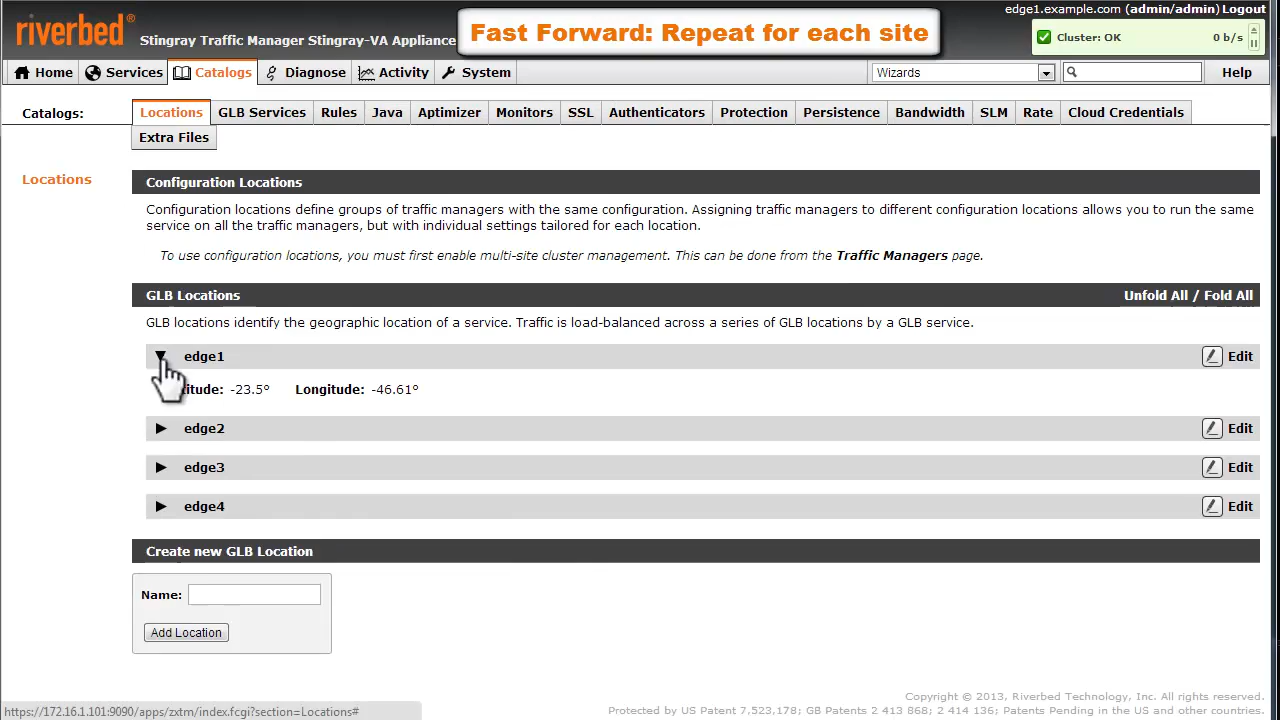 edge1.example.com (admin/admin) Logout
riverbed®
Stingray Traffic Manager Stingray-VA Appliance
Fast Forward: Repeat for each site
Cluster: OK 0 b/s
Home Services Catalogs Diagnose Activity System Wizards Help
Catalogs: Locations GLB Services Rules Java Aptimizer Monitors SSL Authenticators Protection Persistence Bandwidth SLM Rate Cloud Credentials
Extra Files
Locations
Configuration Locations
Configuration locations define groups of traffic managers with the same configuration. Assigning traffic managers to different configuration locations allows you to run the same
service on all the traffic managers, but with individual settings tailored for each location.
To use configuration locations, you must first enable multi-site cluster management. This can be done from the Traffic Managers page.
GLB Locations Unfold All / Fold All
GLB locations identify the geographic location of a service. Traffic is load-balanced across a series of GLB locations by a GLB service.
edge1 Edit
itude: -23.5° Longitude: -46.61°
edge2 Edit
edge3 Edit
edge4 Edit
Create new GLB Location
Name:
Add Location
Copyright © 2013, Riverbed Technology, Inc. All rights reserved.
Protected by US Patent 7,523,178; GB Patents 2 413 868; 2 414 136; Patents Pending in the US and other countries.
https://172.16.1.101:9090/apps/zxtm/index.fcgi?section=Locations#